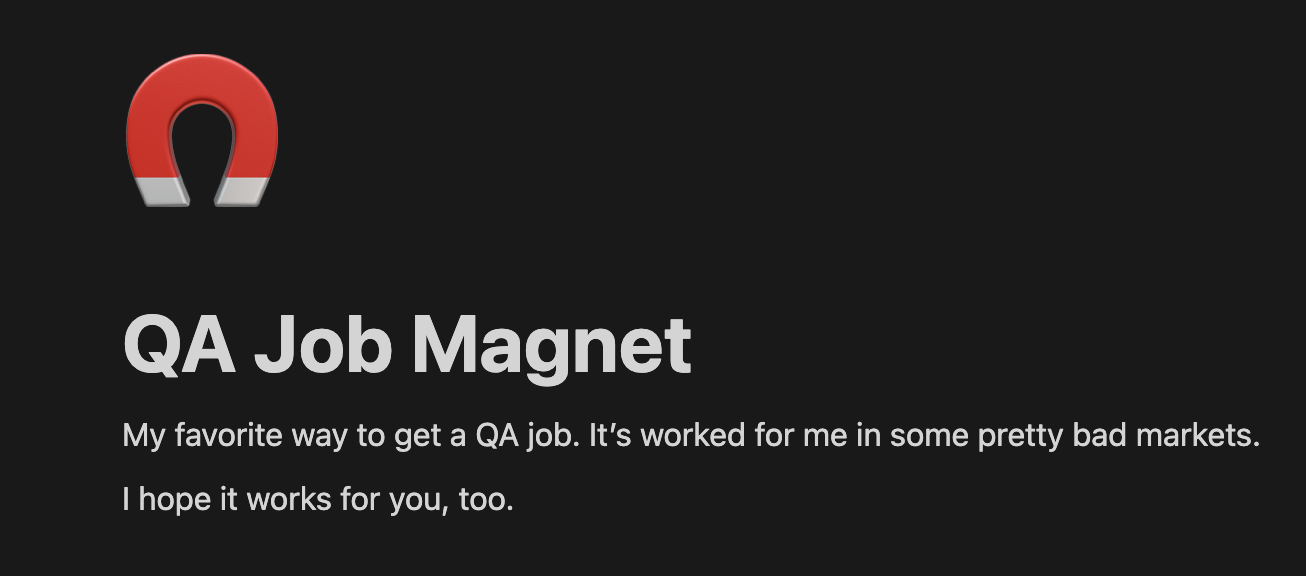 QA Job Magnet
My favorite way to get a QA job. It’s worked for me in some pretty bad markets.
I hope it works for you, too.